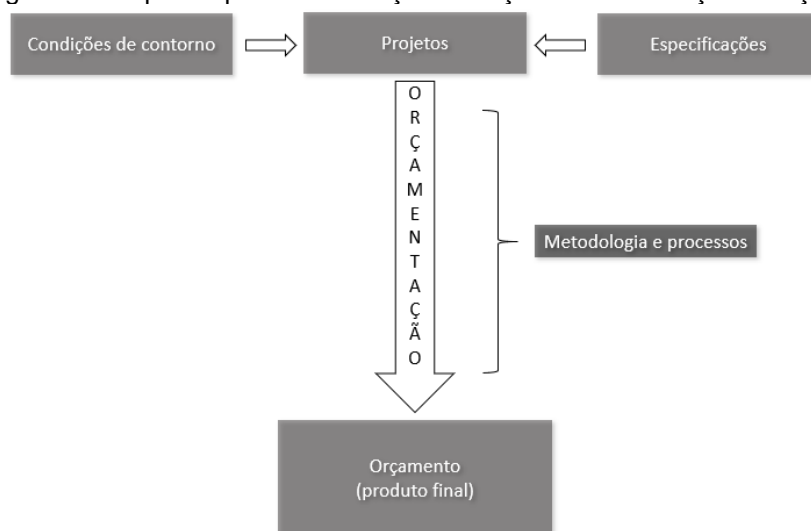 Condições de contorno
Projetos
Especificações
O
R
Ç
A
M
E
N
T
A
Ç
Ã
O
Metodologia e processos
Orçamento
(produto final)